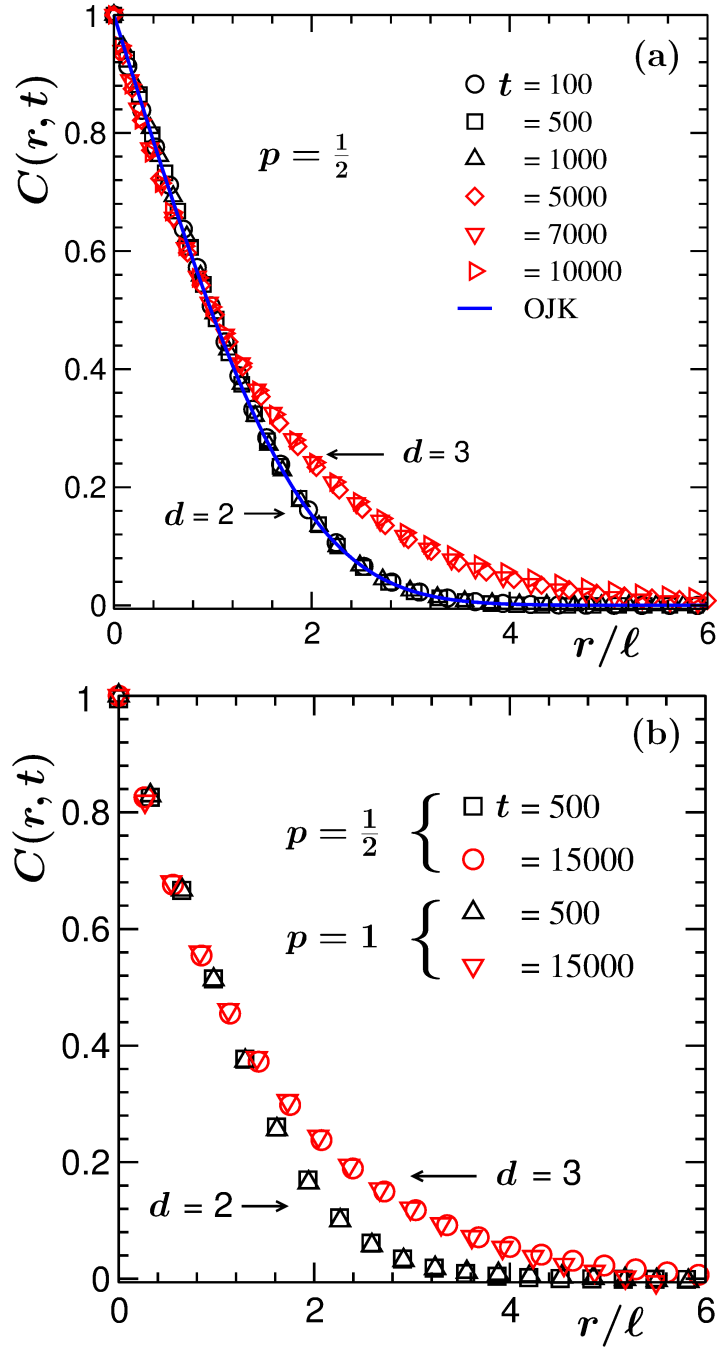 (a)
C(r, t)
1
0.8
0.6
0.4
0.2
0
p = 1/2
t = 100
= 500
= 1000
= 5000
= 7000
= 10000
OJK
d = 3
d = 2
0 2 4 6
r/ℓ
(b)
C(r, t)
1
0.8
0.6
0.4
0.2
0
p = 1/2 { t = 500
= 15000
p = 1 { = 500
= 15000
d = 3
d = 2
0 2 4 6
r/ℓ